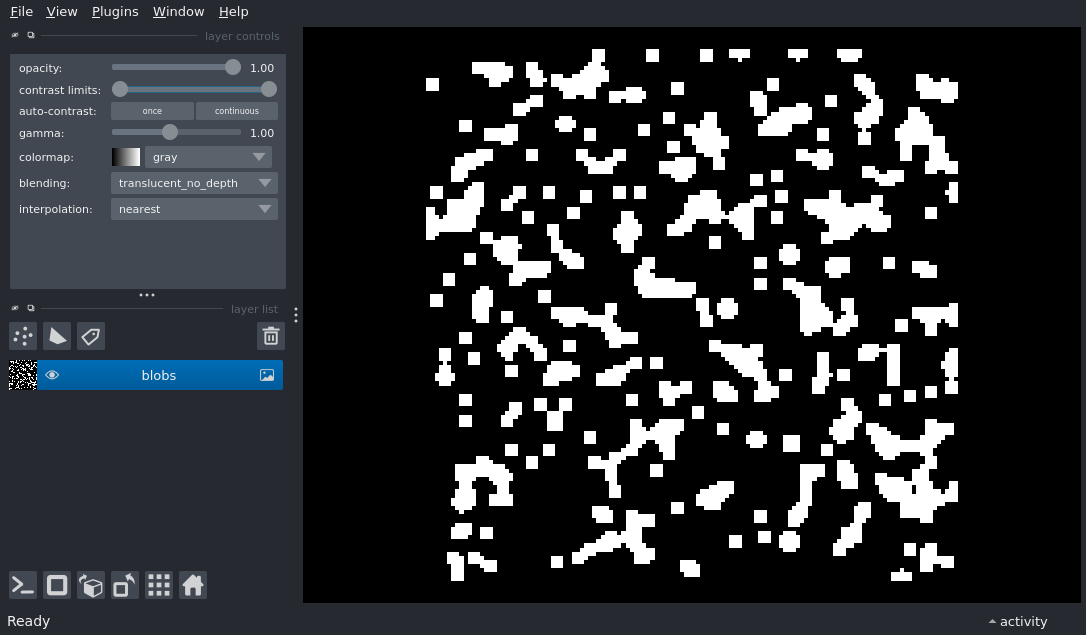 File View Plugins Window Help
layer controls
opacity: 1.00
contrast limits:
auto-contrast: once continuous
gamma: 1.00
colormap: gray
blending: translucent_no_depth
interpolation: nearest
layer list
blobs
Ready activity